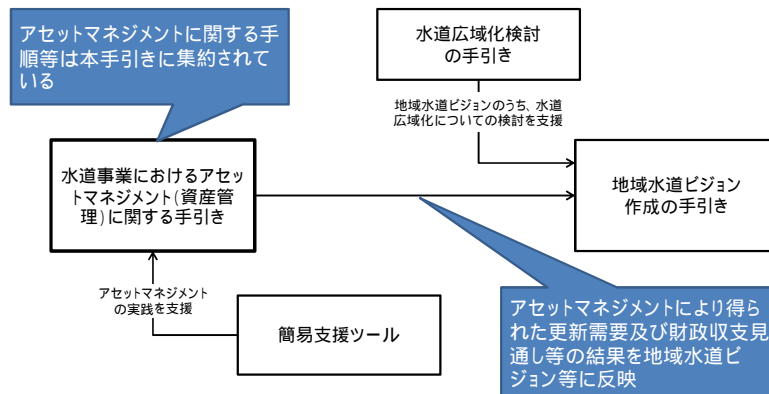 アセットマネジメントに関する手
順等は本手引きに集約されて
いる
水道広域化検討
の手引き
地域水道ビジョンのうち、水道
広域化についての検討を支援
水道事業におけるアセッ
トマネジメント(資産管
理)に関する手引き
地域水道ビジョン
作成の手引き
アセットマネジメント
の実践を支援
簡易支援ツール
アセットマネジメントにより得ら
れた更新需要及び財政収支見
通し等の結果を地域水道ビ
ジョン等に反映